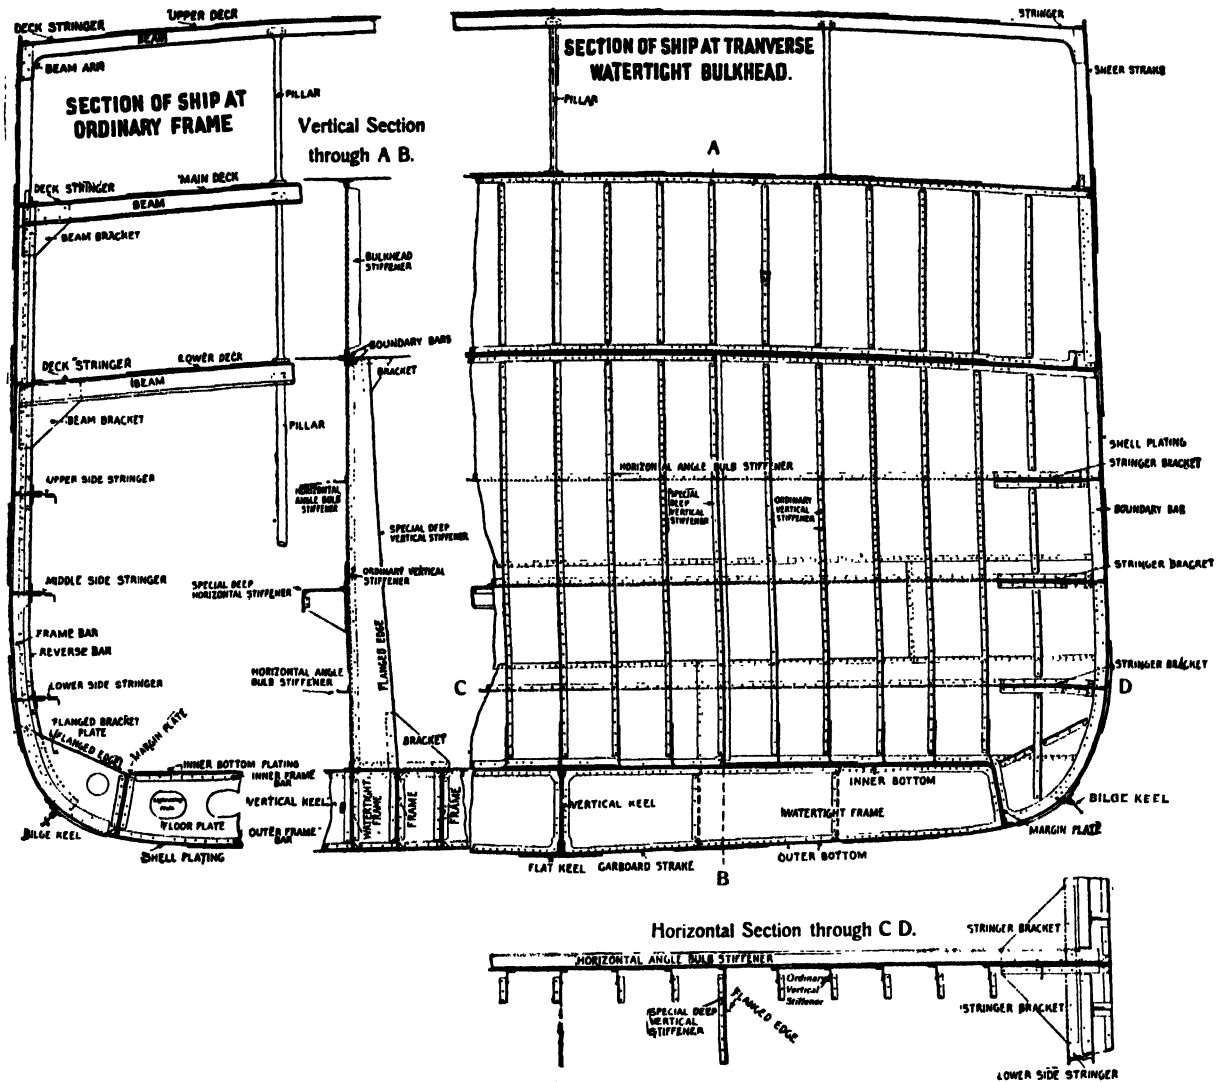 DECK STRINGER
UPPER DECK
BEAM
BEAM ARM
SECTION OF SHIP AT
ORDINARY FRAME
PILLAR
DECK STRINGER
MAIN DECK
BEAM
BEAM BRACKET
DECK STRINGER
LOWER DECK
BEAM
BEAM BRACKET
PILLAR
UPPER SIDE STRINGER
MIDDLE SIDE STRINGER
FRAME BAR
REVERSE BAR
LOWER SIDE STRINGER
FLANGED BRACKET
PLATE
FLANGED EDGE
MARGIN PLATE
INNER BOTTOM PLATING
FLOOR PLATE
BILGE KEEL
SHELL PLATING
Vertical Section
through A B.
BULKHEAD
STIFFENER
BOUNDARY BARS
BRACKET
HORIZONTAL
ANGLE BULB
STIFFENER
SPECIAL DEEP
VERTICAL STIFFENER
ORDINARY VERTICAL
STIFFENER
SPECIAL DEEP
HORIZONTAL STIFFENER
FLANGED EDGE
HORIZONTAL ANGLE
BULB STIFFENER
BRACKET
INNER FRAME
BAR
VERTICAL KEEL
OUTER FRAME
BAR
WATERTIGHT
FRAME
FRAME
FRAME
SECTION OF SHIP AT TRANVERSE
WATERTIGHT BULKHEAD.
STRINGER
SHEER STRAKE
PILLAR
A
HORIZONTAL ANGLE BULB STIFFENER
SPECIAL
DEEP
VERTICAL
STIFFENER
ORDINARY
VERTICAL
STIFFENER
SHELL PLATING
STRINGER BRACKET
BOUNDARY BAR
STRINGER BRACKET
STRINGER BRACKET
C
D
INNER BOTTOM
VERTICAL KEEL
WATERTIGHT FRAME
BILGE KEEL
MARGIN PLATE
FLAT KEEL
GARBOARD STRAKE
OUTER BOTTOM
B
Horizontal Section through C D.
STRINGER BRACKET
HORIZONTAL ANGLE BULB STIFFENER
Ordinary
Vertical
Stiffener
SPECIAL DEEP
VERTICAL
STIFFENER
FLANGED EDGE
STRINGER BRACKET
LOWER SIDE STRINGER